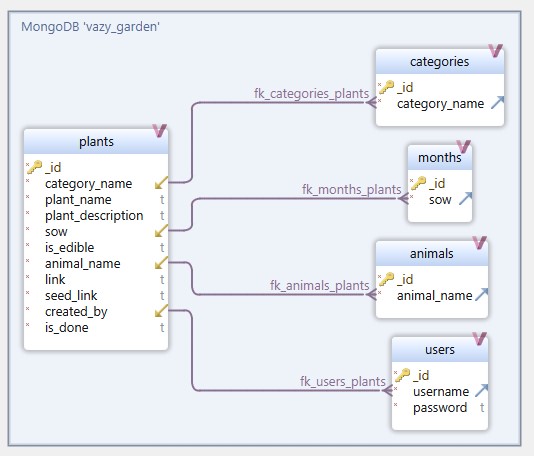 MongoDB 'vazy_garden'
plants
* _id
* category_name
* plant_name t
* plant_description t
* sow
* is_edible t
* animal_name
* link t
* seed_link t
* created_by
* is_done t
fk_categories_plants
fk_months_plants
fk_animals_plants
fk_users_plants
categories
* _id
* category_name
months
* _id
* sow
animals
* _id
* animal_name
users
* _id
* username
* password t